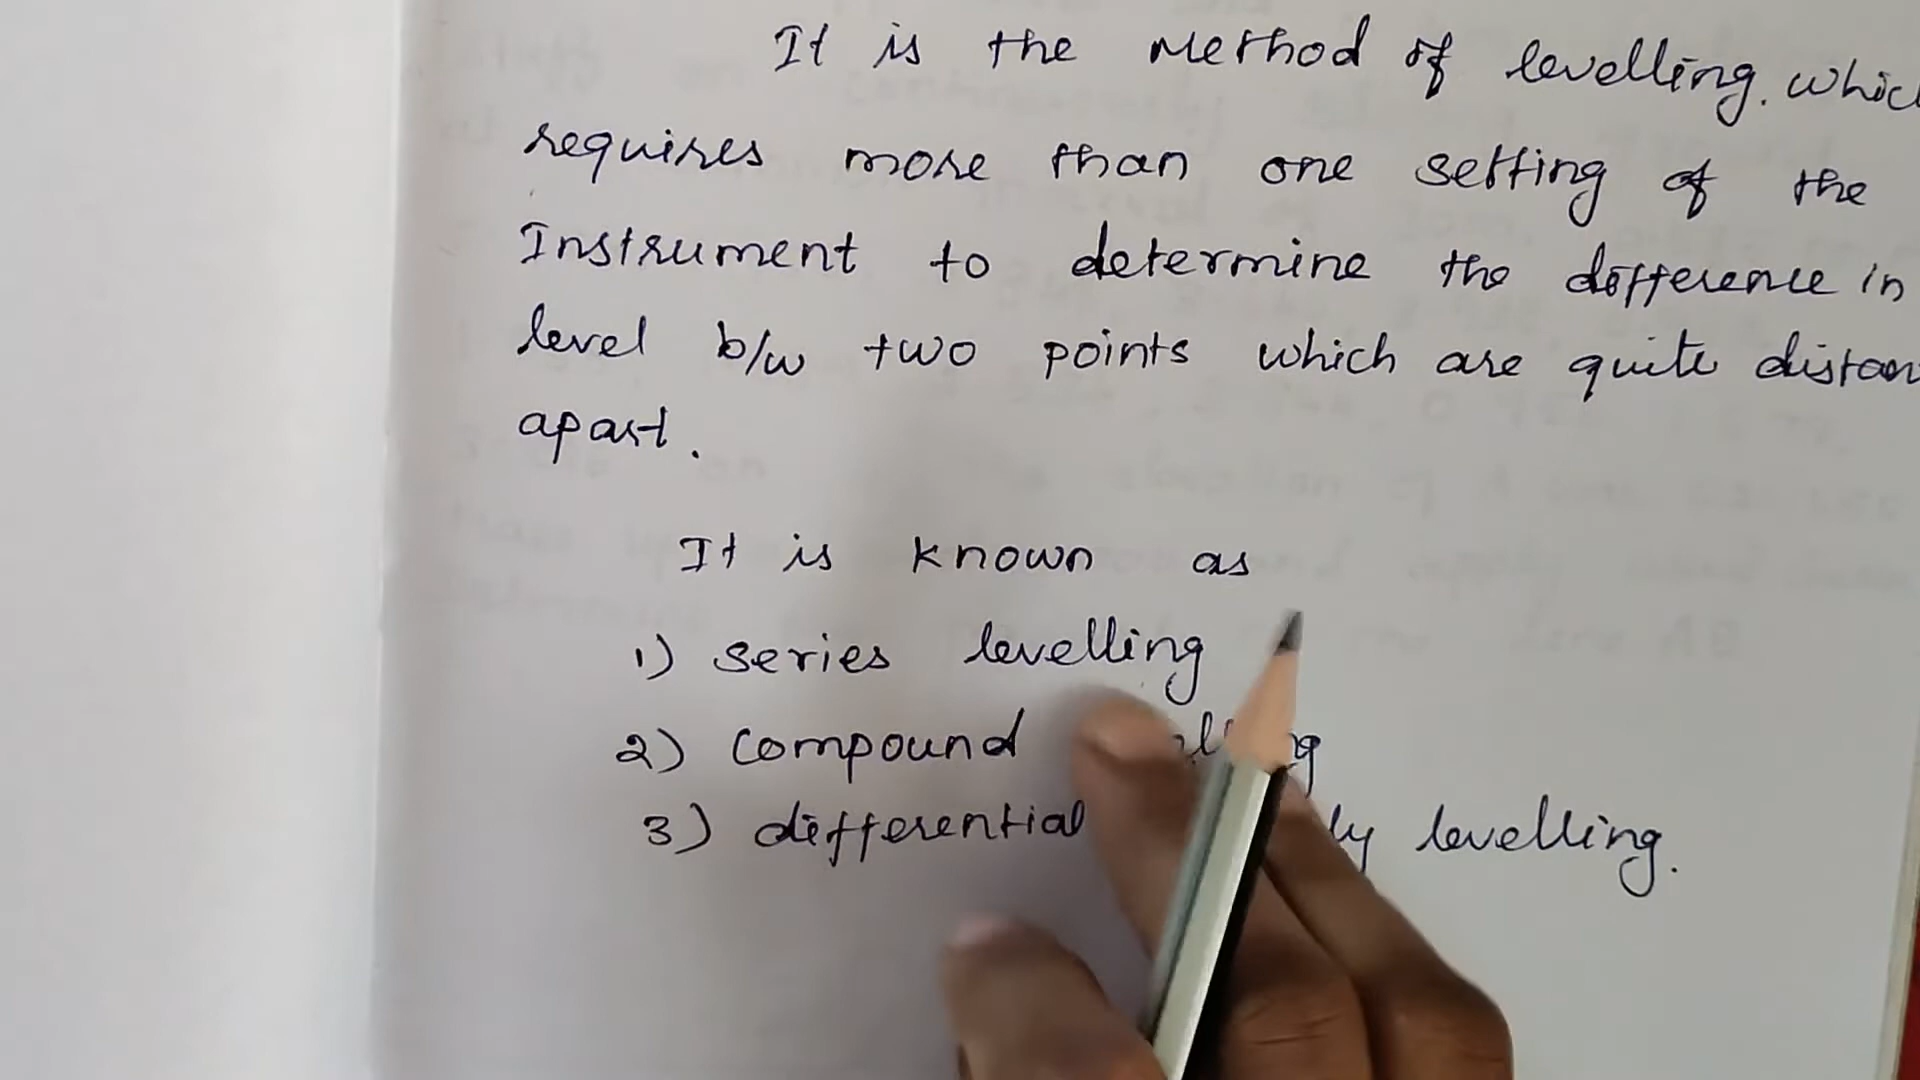 It is the Method of levelling. which
requires more than one setting of the
Instrument to determine the difference in
level b/w two points which are quite distan
apart.
It is known as
1) series levelling
2) compound
3) differential levelling.